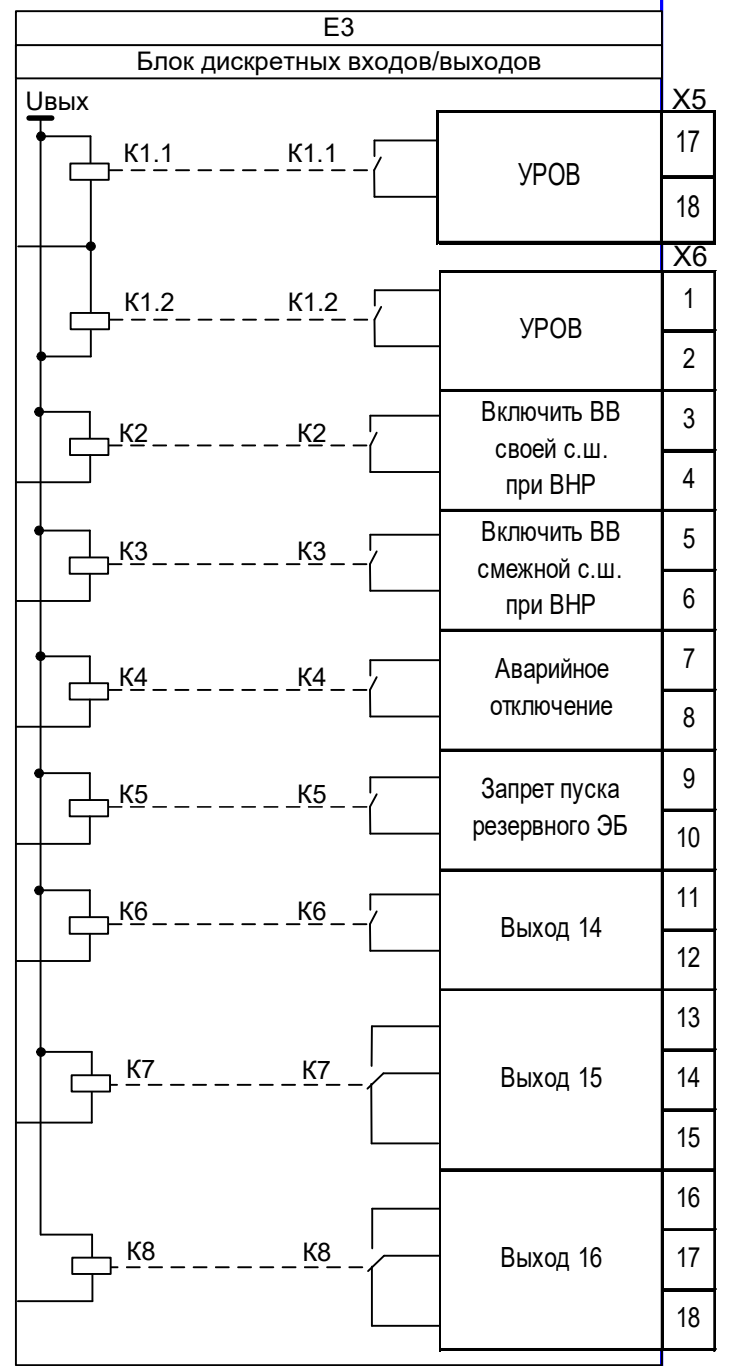 E3
Блок дискретных входов/выходов
Uвых
X5
K1.1 K1.1
УРОВ
17
18
X6
K1.2 K1.2
УРОВ
1
2
K2 K2
Включить ВВ
своей с.ш.
при ВНР
3
4
K3 K3
Включить ВВ
смежной с.ш.
при ВНР
5
6
K4 K4
Аварийное
отключение
7
8
K5 K5
Запрет пуска
резервного ЭБ
9
10
K6 K6
Выход 14
11
12
K7 K7
Выход 15
13
14
15
K8 K8
Выход 16
16
17
18